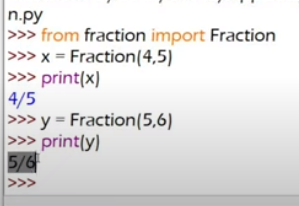 n.py
>>> from fraction import Fraction
>>> x = Fraction(4,5)
>>> print(x)
4/5
>>> y = Fraction(5,6)
>>> print(y)
5/6
>>>